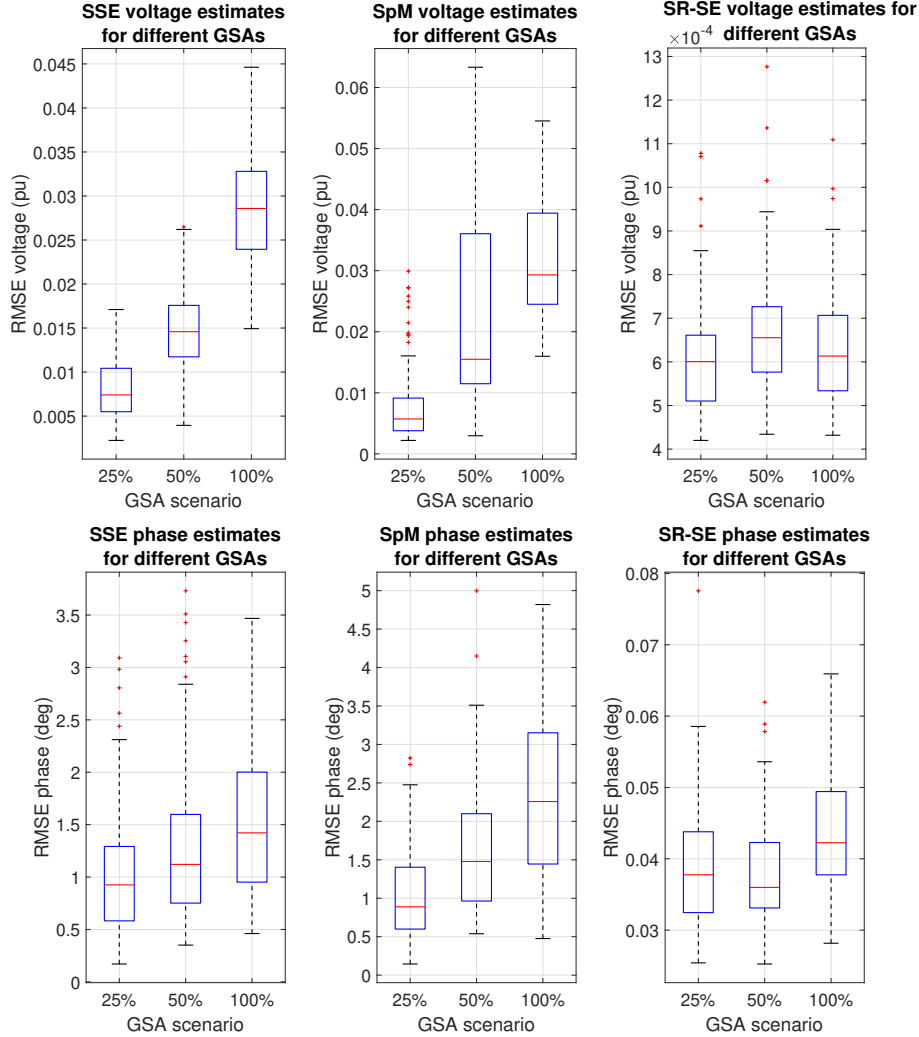 SSE voltage estimates
for different GSAs
0.045
0.04
0.035
0.03
0.025
0.02
0.015
0.01
0.005
RMSE voltage (pu)
25% 50% 100%
GSA scenario
SpM voltage estimates
for different GSAs
0.06
0.05
0.04
0.03
0.02
0.01
0
RMSE voltage (pu)
25% 50% 100%
GSA scenario
SR-SE voltage estimates for
different GSAs
×10⁻⁴
13
12
11
10
9
8
7
6
5
4
RMSE voltage (pu)
25% 50% 100%
GSA scenario
SSE phase estimates
for different GSAs
3.5
3
2.5
2
1.5
1
0.5
0
RMSE phase (deg)
25% 50% 100%
GSA scenario
SpM phase estimates
for different GSAs
5
4.5
4
3.5
3
2.5
2
1.5
1
0.5
0
RMSE phase (deg)
25% 50% 100%
GSA scenario
SR-SE phase estimates
for different GSAs
0.08
0.07
0.06
0.05
0.04
0.03
RMSE phase (deg)
25% 50% 100%
GSA scenario